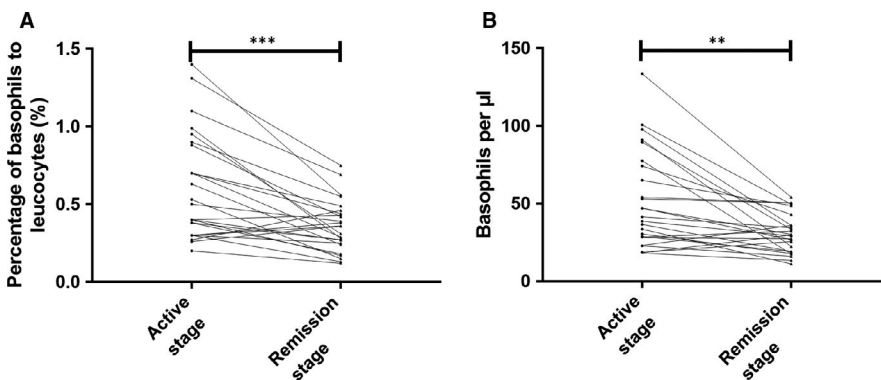 A
Percentage of basophils to
leucocytes (%)
1.5
1.0
0.5
0.0
***
Active
stage
Remission
stage
B
Basophils per µl
150
100
50
0
**
Active
stage
Remission
stage